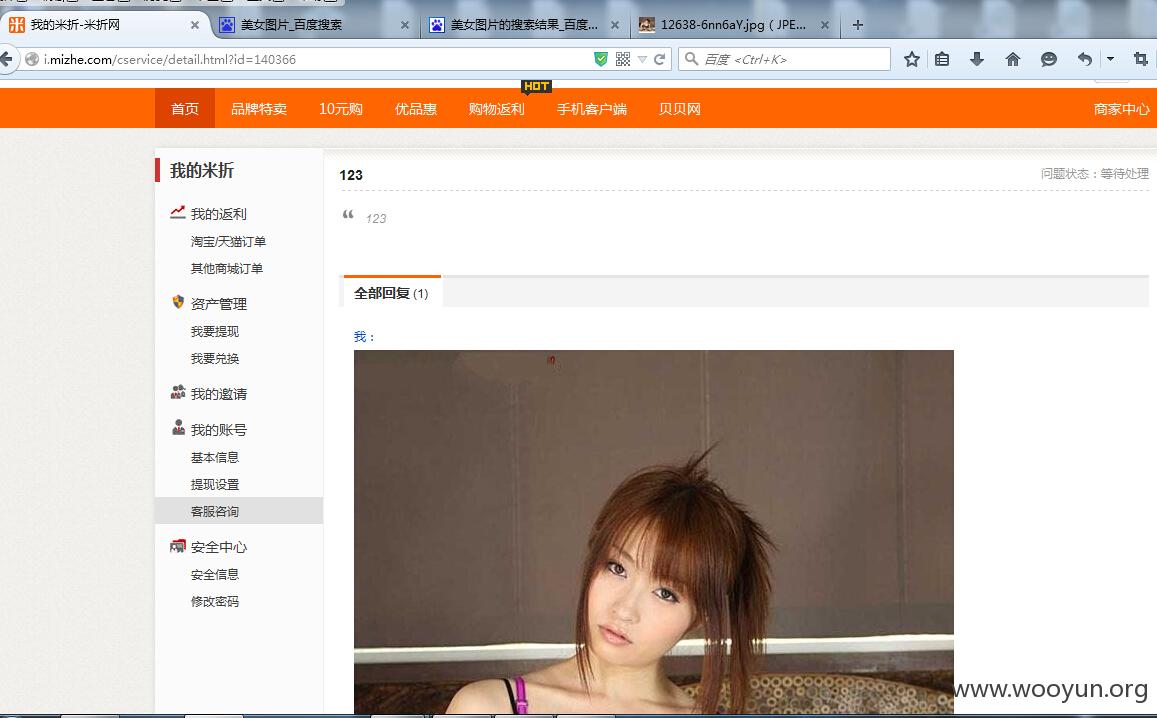 我的米折-米折网
美女图片_百度搜索
美女图片的搜索结果_百度...
12638-6nn6aY.jpg ( JPE...
i.mizhe.com/cservice/detail.html?id=140366
百度 <Ctrl+K>
HOT
首页 品牌特卖 10元购 优品惠 购物返利 手机客户端 贝贝网 商家中心
我的米折
我的返利
淘宝/天猫订单
其他商城订单
资产管理
我要提现
我要兑换
我的邀请
我的账号
基本信息
提现设置
客服咨询
安全中心
安全信息
修改密码
123
问题状态：等待处理
“ 123
全部回复 (1)
我：
www.wooyun.org